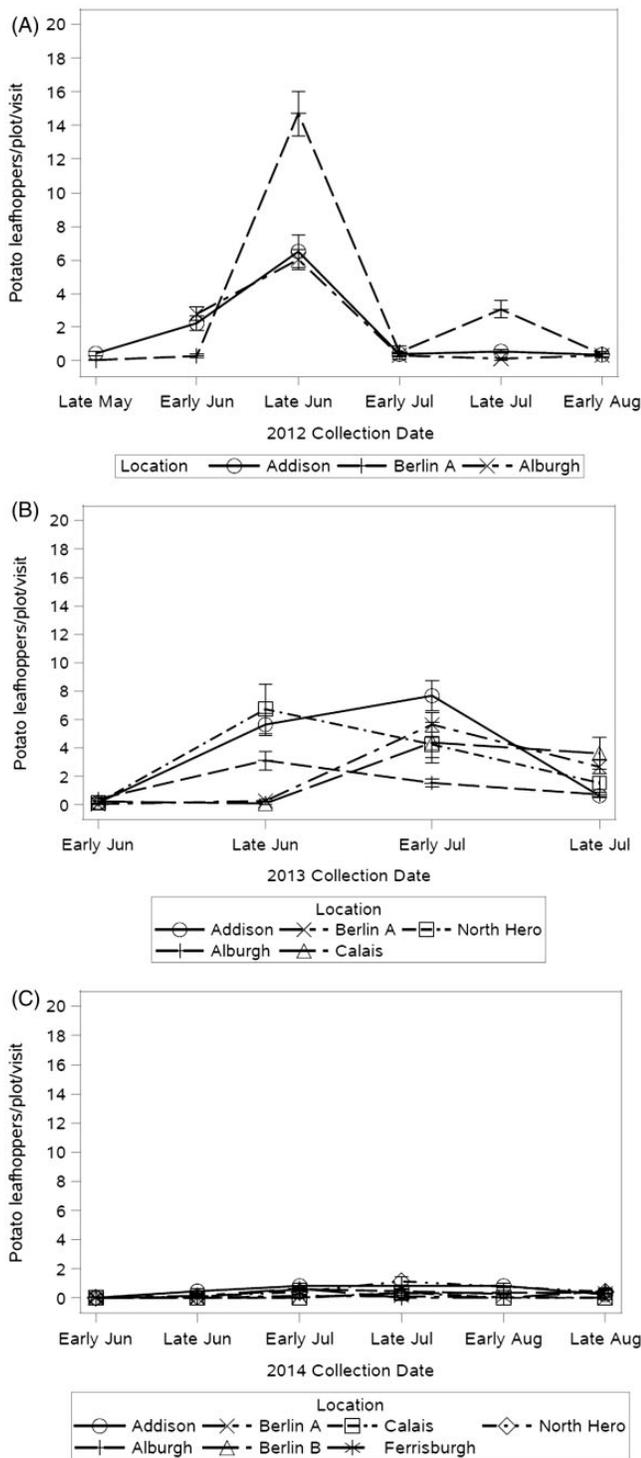 (A)
Potato leafhoppers/plot/visit
20
18
16
14
12
10
8
6
4
2
0
Late May Early Jun Late Jun Early Jul Late Jul Early Aug
2012 Collection Date
Location Addison Berlin A Alburgh
(B)
Potato leafhoppers/plot/visit
20
18
16
14
12
10
8
6
4
2
0
Early Jun Late Jun Early Jul Late Jul
2013 Collection Date
Location
Addison Berlin A North Hero
Alburgh Calais
(C)
Potato leafhoppers/plot/visit
20
18
16
14
12
10
8
6
4
2
0
Early Jun Late Jun Early Jul Late Jul Early Aug Late Aug
2014 Collection Date
Location
Addison Berlin A Calais North Hero
Alburgh Berlin B Ferrisburgh